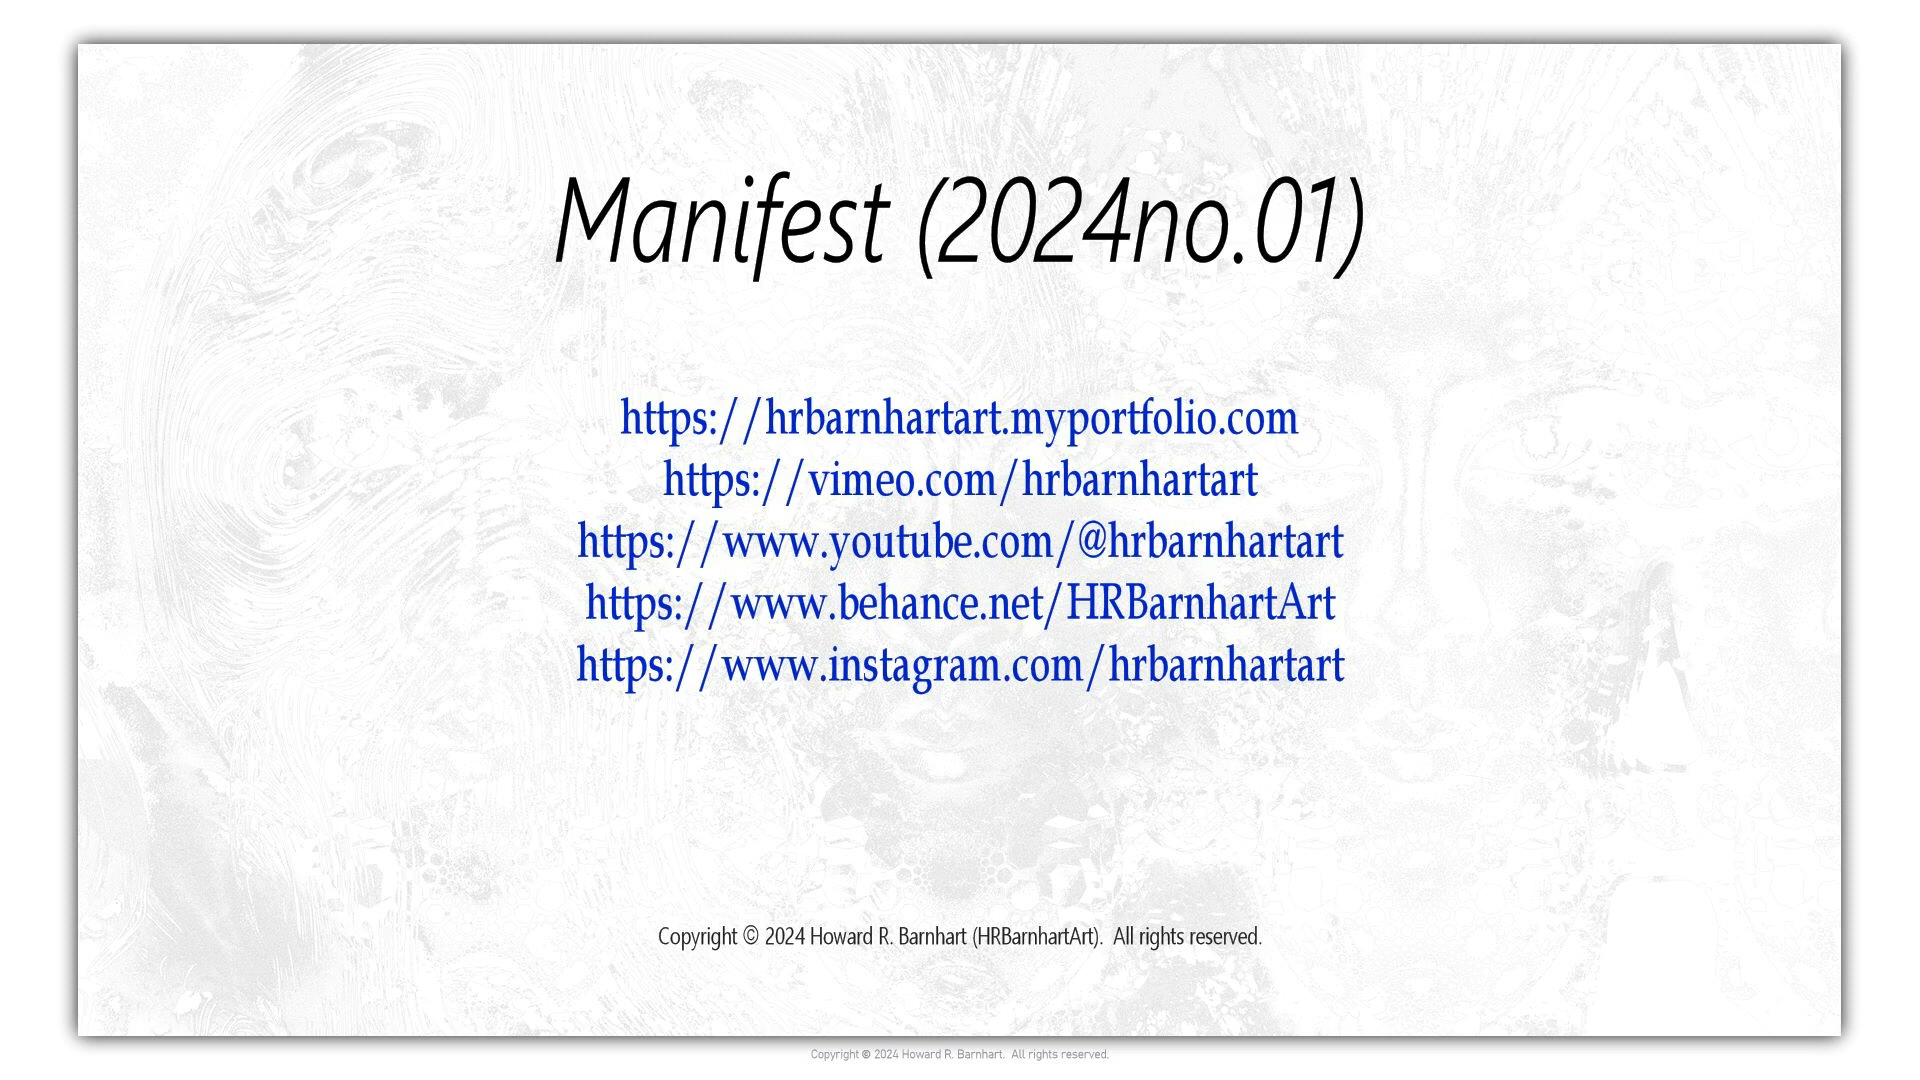 Manifest (2024no.01)
https://hrbarnhartart.myportfolio.com
https://vimeo.com/hrbarnhartart
https://www.youtube.com/@hrbarnhartart
https://www.behance.net/HRBarnhartArt
https://www.instagram.com/hrbarnhartart
Copyright © 2024 Howard R. Barnhart (HRBarnhartArt).  All rights reserved.
Copyright © 2024 Howard R. Barnhart.  All rights reserved.